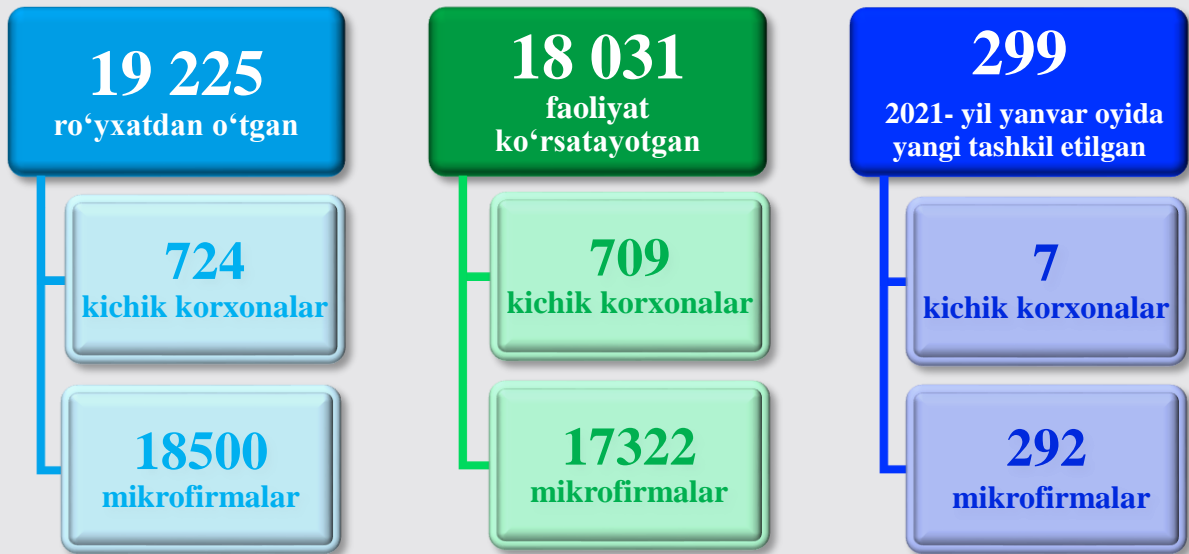 19 225
ro‘yxatdan o‘tgan
724
kichik korxonalar
18500
mikrofirmalar
18 031
faoliyat
ko‘rsatayotgan
709
kichik korxonalar
17322
mikrofirmalar
299
2021- yil yanvar oyida
yangi tashkil etilgan
7
kichik korxonalar
292
mikrofirmalar